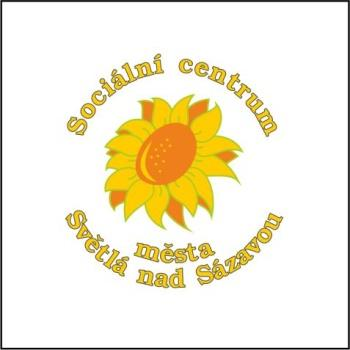 Sociální centrum
města
Světlá nad Sázavou